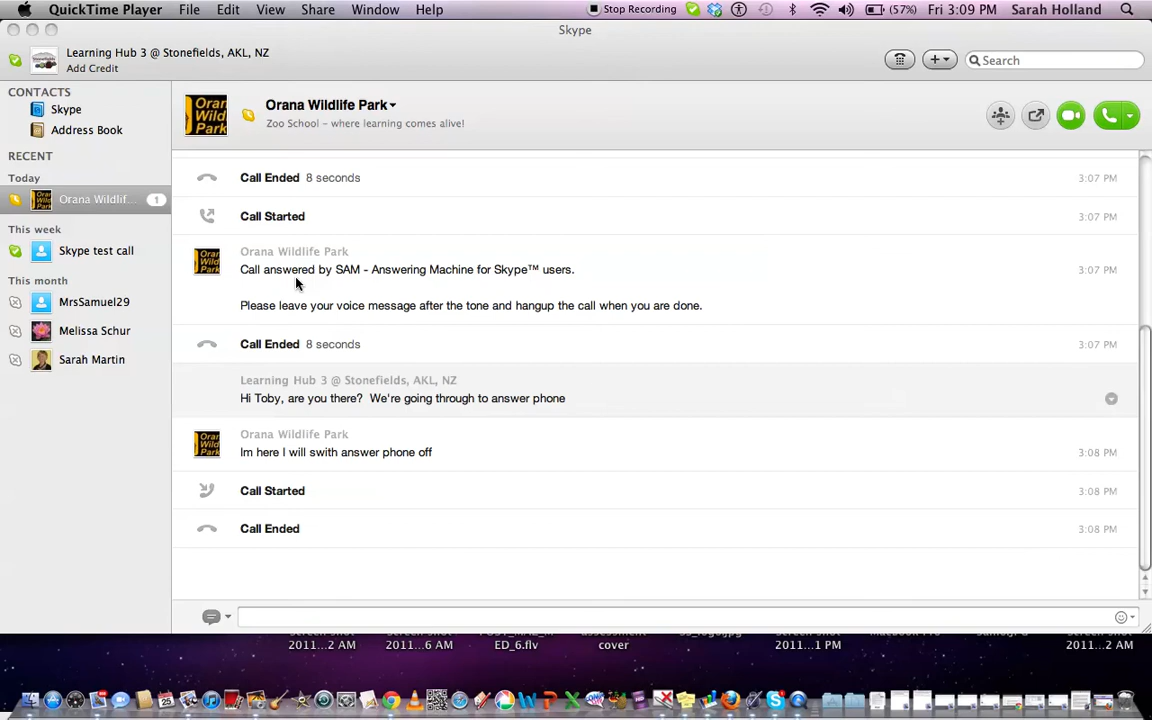 QuickTime Player File Edit View Share Window Help Stop Recording (57%) Fri 3:09 PM Sarah Holland
Skype
Learning Hub 3 @ Stonefields, AKL, NZ
Add Credit
Search
CONTACTS
Skype
Address Book
RECENT
Today
Orana Wildlif... 1
This week
Skype test call
This month
MrsSamuel29
Melissa Schur
Sarah Martin
Oran
Wild
Park
Orana Wildlife Park
Zoo School – where learning comes alive!
Call Ended 8 seconds 3:07 PM
Call Started 3:07 PM
Orana Wildlife Park
Call answered by SAM - Answering Machine for Skype™ users. 3:07 PM
Please leave your voice message after the tone and hangup the call when you are done.
Call Ended 8 seconds 3:07 PM
Learning Hub 3 @ Stonefields, AKL, NZ
Hi Toby, are you there? We're going through to answer phone
Orana Wildlife Park
Im here I will swith answer phone off 3:08 PM
Call Started 3:08 PM
Call Ended 3:08 PM
2011...2 AM
2011...6 AM
ED_6.flv
cover
2011...1 PM
2011...2 AM